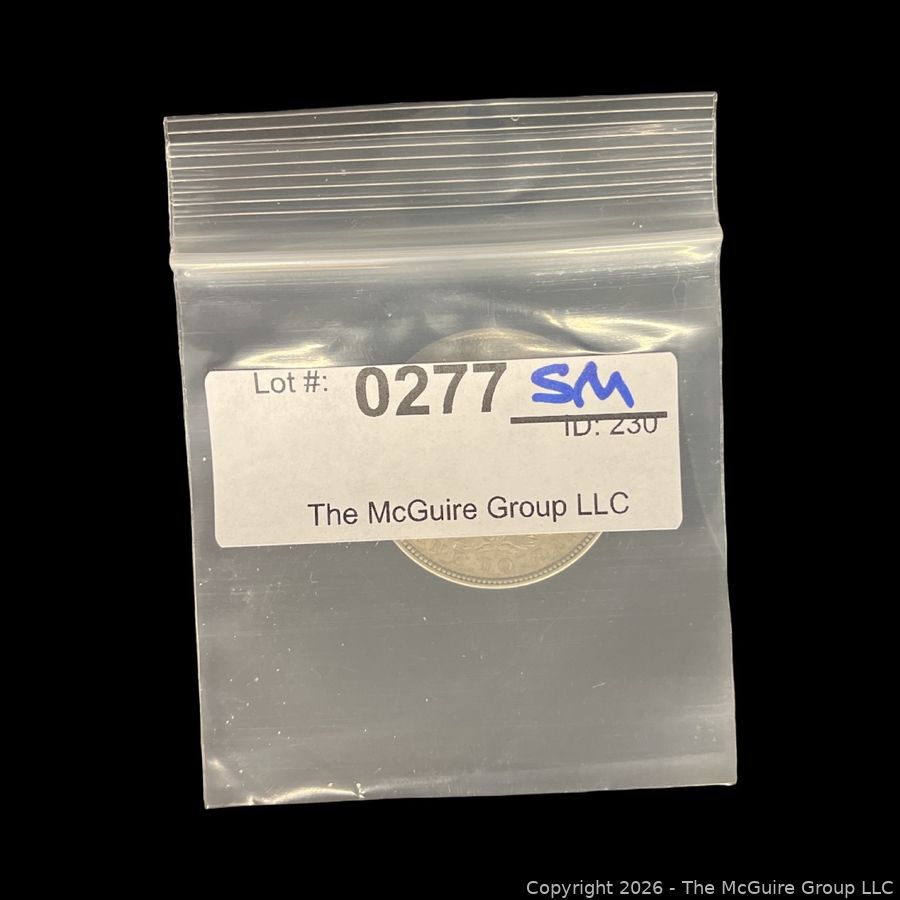 Lot #: 0277 SM
ID: 230
The McGuire Group LLC
Copyright 2026 - The McGuire Group LLC